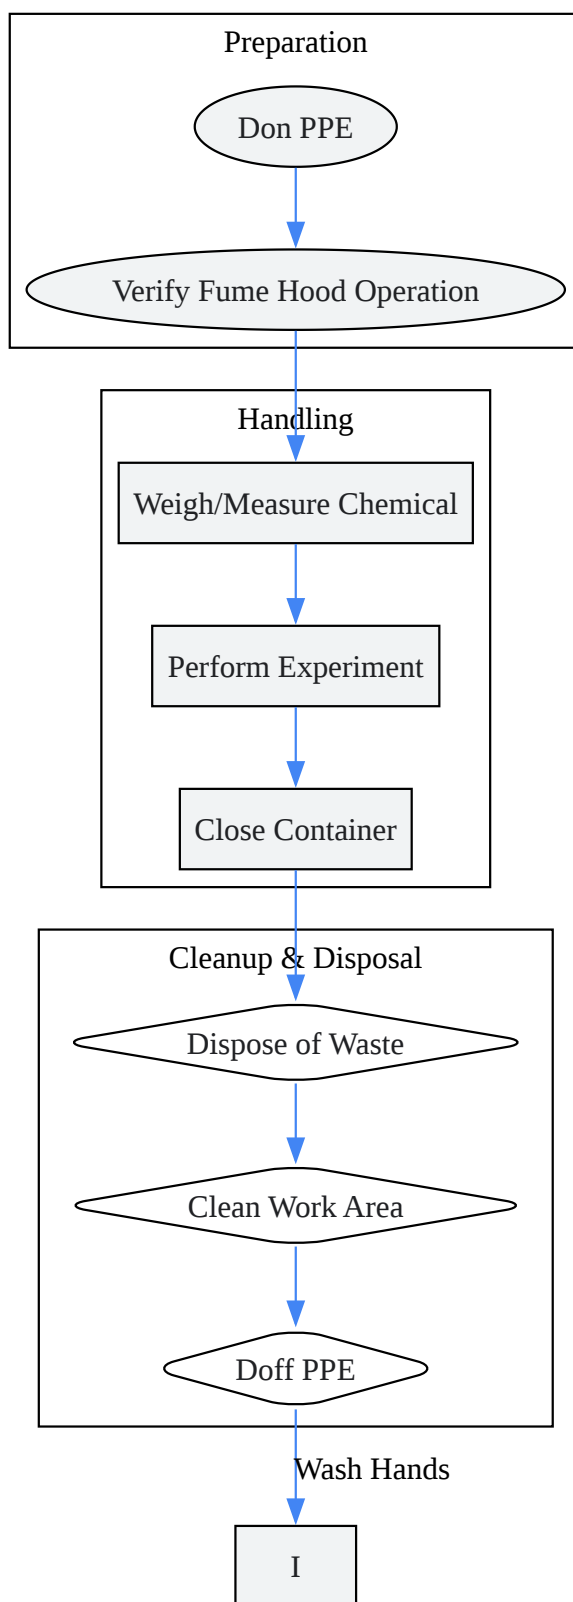 Preparation
Don PPE
Verify Fume Hood Operation
Handling
Weigh/Measure Chemical
Perform Experiment
Close Container
Cleanup & Disposal
Dispose of Waste
Clean Work Area
Doff PPE
Wash Hands
I